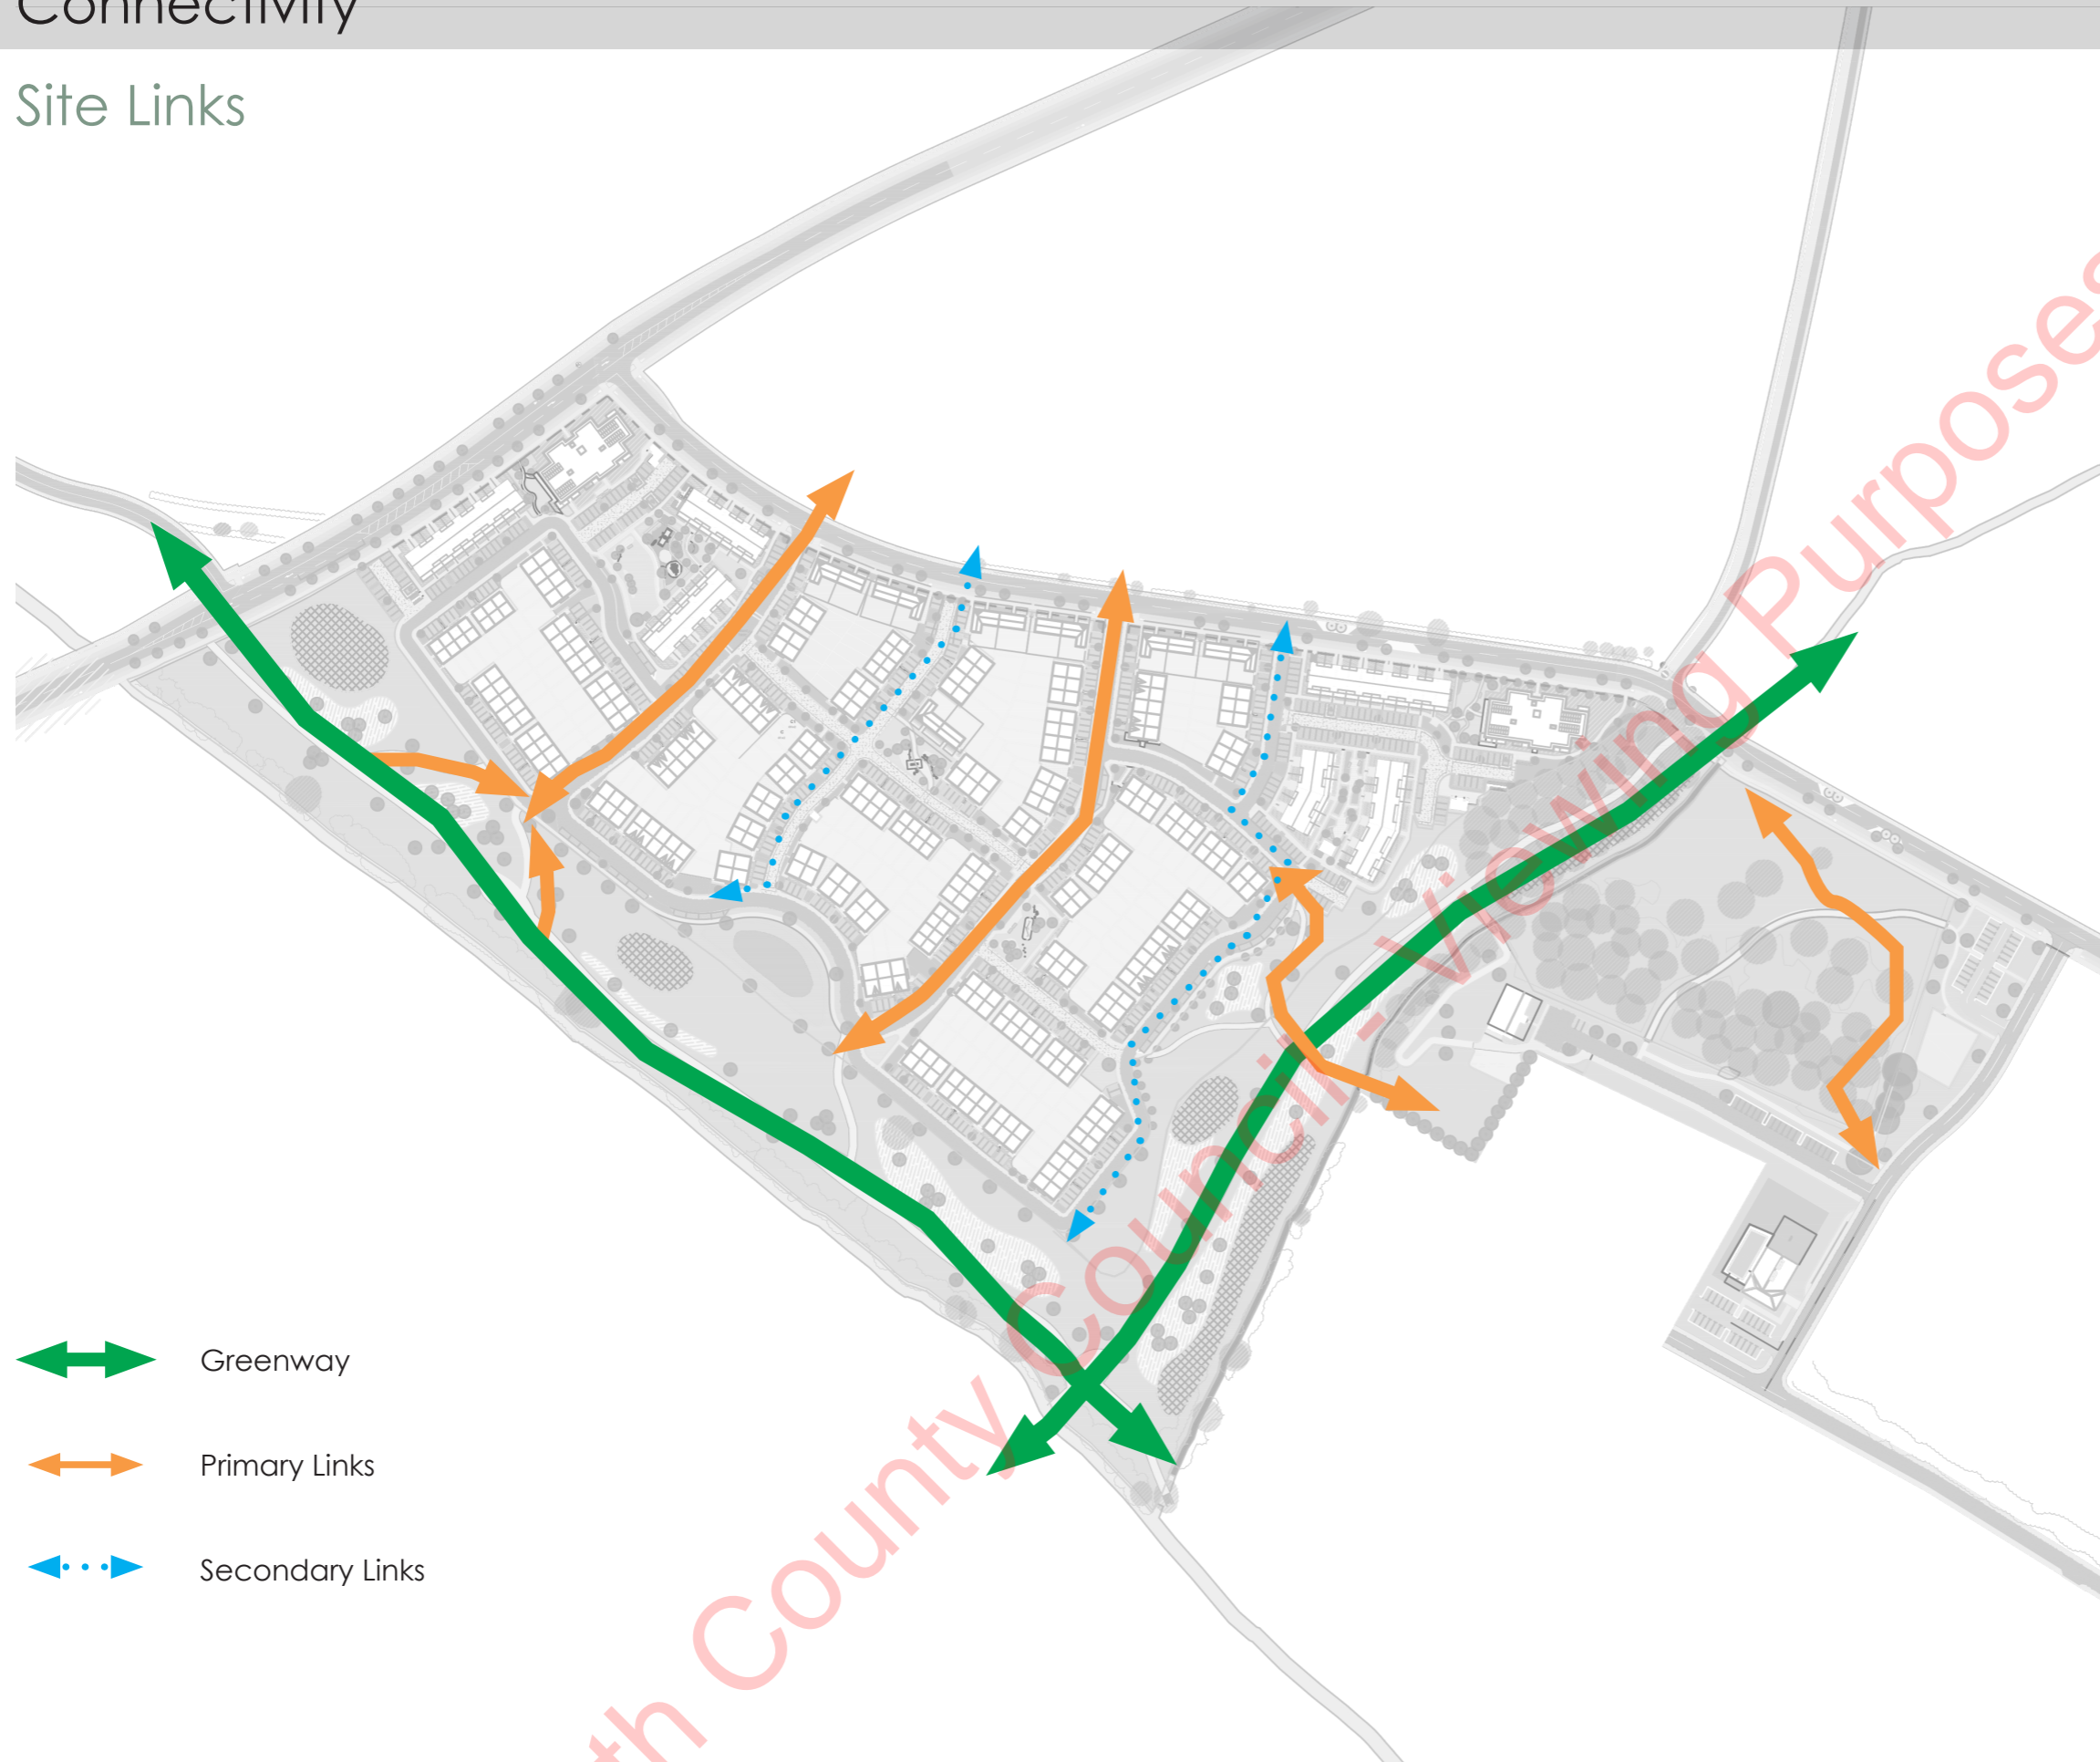 Connectivity
Site Links
Greenway
Primary Links
Secondary Links
th County Council - Viewing Purposes